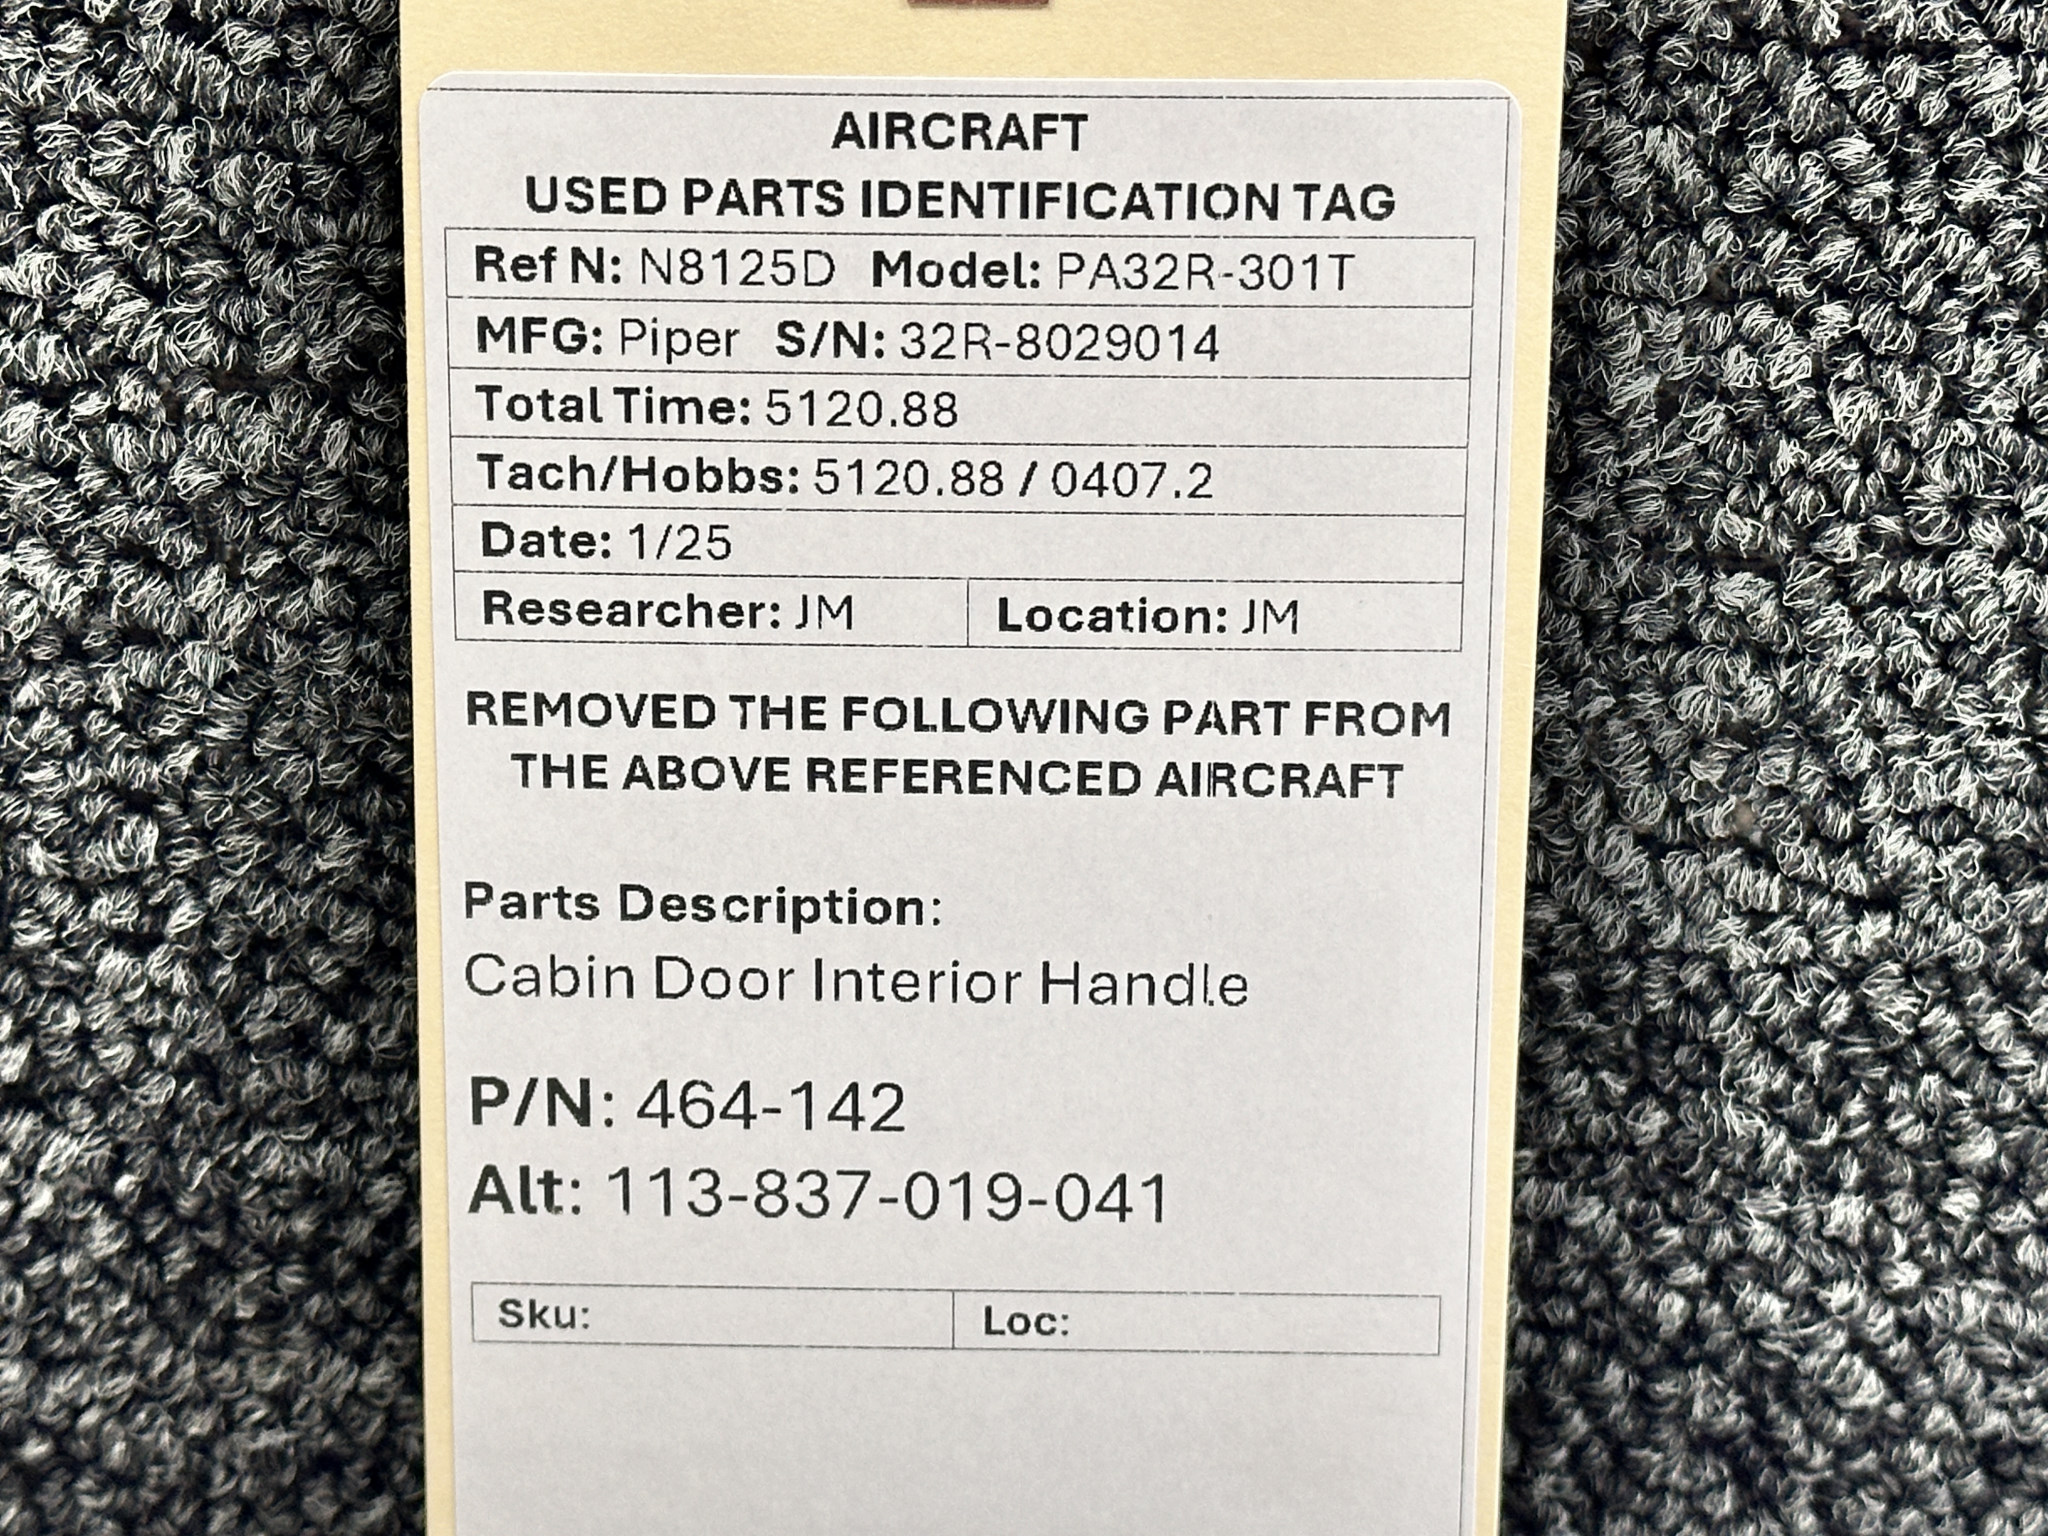 AIRCRAFT
USED PARTS IDENTIFICATION TAG
Ref N: N8125D Model: PA32R-301T
MFG: Piper S/N: 32R-8029014
Total Time: 5120.88
Tach/Hobbs: 5120.88 / 0407.2
Date: 1/25
Researcher: JM Location: JM
REMOVED THE FOLLOWING PART FROM
THE ABOVE REFERENCED AIRCRAFT
Parts Description:
Cabin Door Interior Handle
P/N: 464-142
Alt: 113-837-019-041
Sku: Loc: